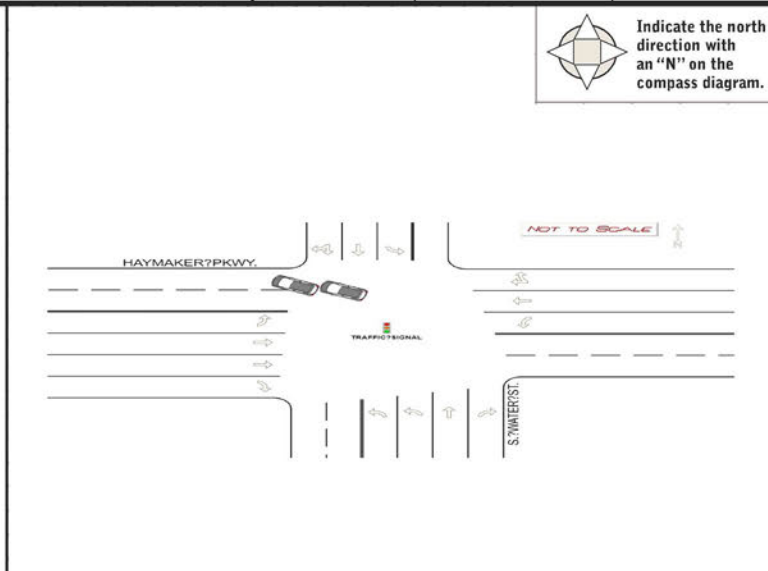 Indicate the north
direction with
an "N" on the
compass diagram.
NOT TO SCALE
N
HAYMAKER?PKWY.
TRAFFIC?SIGNAL
S.?WATER?ST.